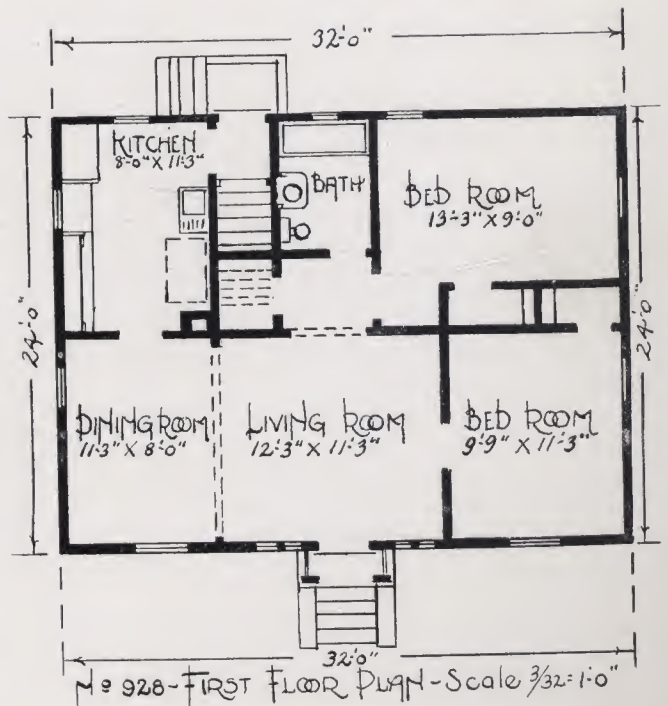 32'-0"
KITCHEN
8'-0" X 11'-3"
BATH
BED ROOM
13'-3" X 9'-0"
24'-0"
24'-0"
DINING ROOM
11'-3" X 8'-0"
LIVING ROOM
12'-3" X 11'-3"
BED ROOM
9'-9" X 11'-3"
32'-0"
No 928 - FIRST FLOOR PLAN - Scale 3/32 = 1'-0"